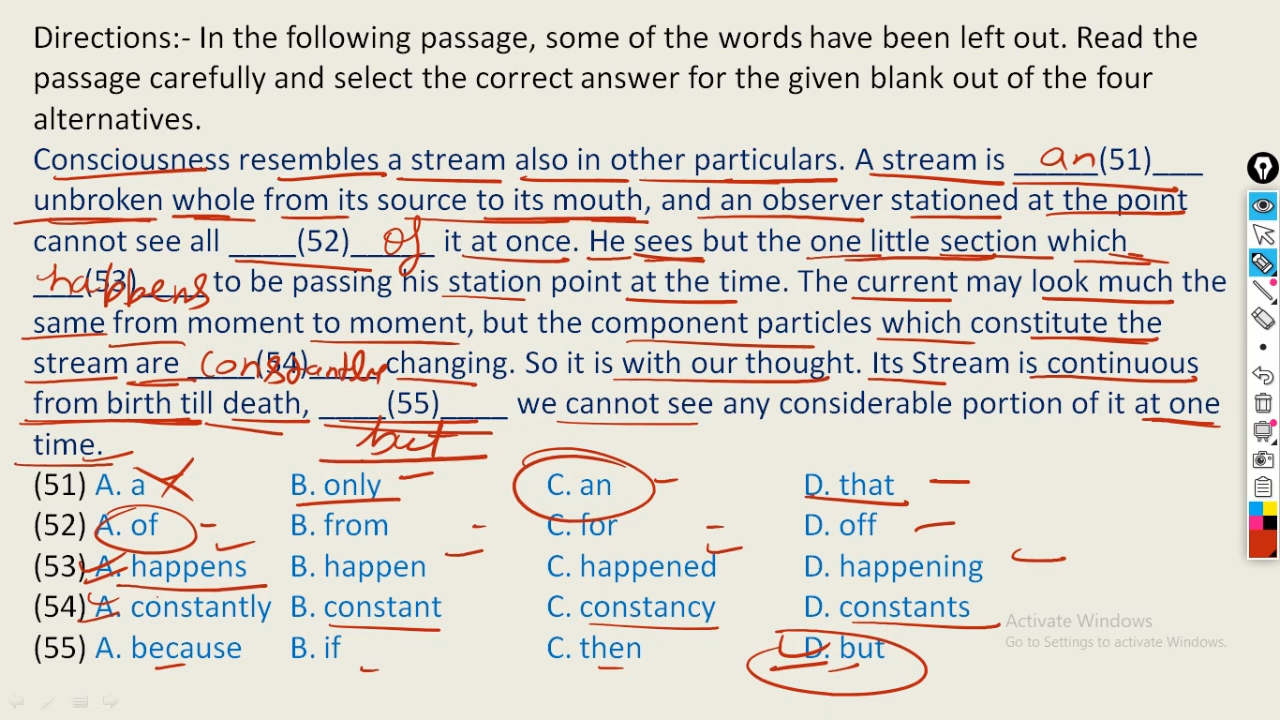 Directions:- In the following passage, some of the words have been left out. Read the
passage carefully and select the correct answer for the given blank out of the four
alternatives.
Consciousness resembles a stream also in other particulars. A stream is _____an(51)___
unbroken whole from its source to its mouth, and an observer stationed at the point
cannot see all ____(52)__of____ it at once. He sees but the one little section which
___(53)____ happens to be passing his station point at the time. The current may look much the
same from moment to moment, but the component particles which constitute the
stream are ____(54)____ constantly changing. So it is with our thought. Its Stream is continuous
from birth till death, ____(55)____ we cannot see any considerable portion of it at one
but
time.
(51) A. a B. only C. an D. that
(52) A. of B. from C. for D. off
(53) A. happens B. happen C. happened D. happening
(54) A. constantly B. constant C. constancy D. constants
(55) A. because B. if C. then D. but
Activate Windows
Go to Settings to activate Windows.